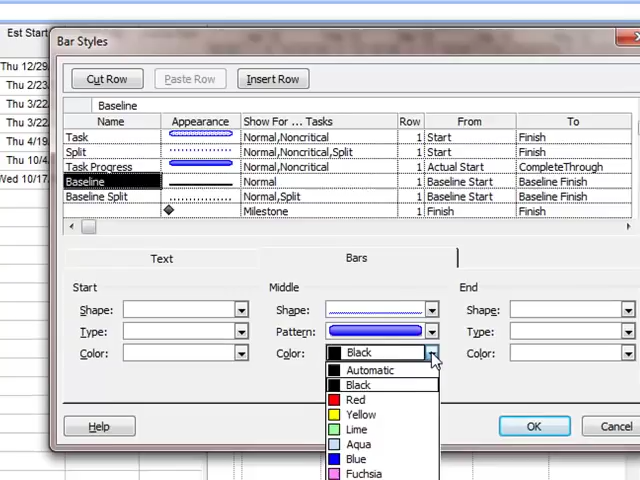 Est Start
Thu 12/29
Thu 2/23
Thu 3/22
Thu 3/22
Thu 4/19
Thu 10/4
Wed 10/17
Bar Styles
Cut Row Paste Row Insert Row
Baseline
Name Appearance Show For ... Tasks Row From To
Task Normal,Noncritical 1 Start Finish
Split Normal,Noncritical,Split 1 Start Finish
Task Progress Normal,Noncritical 1 Actual Start CompleteThrough
Baseline Normal 1 Baseline Start Baseline Finish
Baseline Split Normal,Split 1 Baseline Start Baseline Finish
Milestone 1 Finish Finish
Text Bars
Start Middle End
Shape: Shape: Shape:
Type: Pattern: Type:
Color: Color: Black Color:
Automatic
Black
Red
Yellow
Lime
Aqua
Blue
Fuchsia
Help OK Cancel